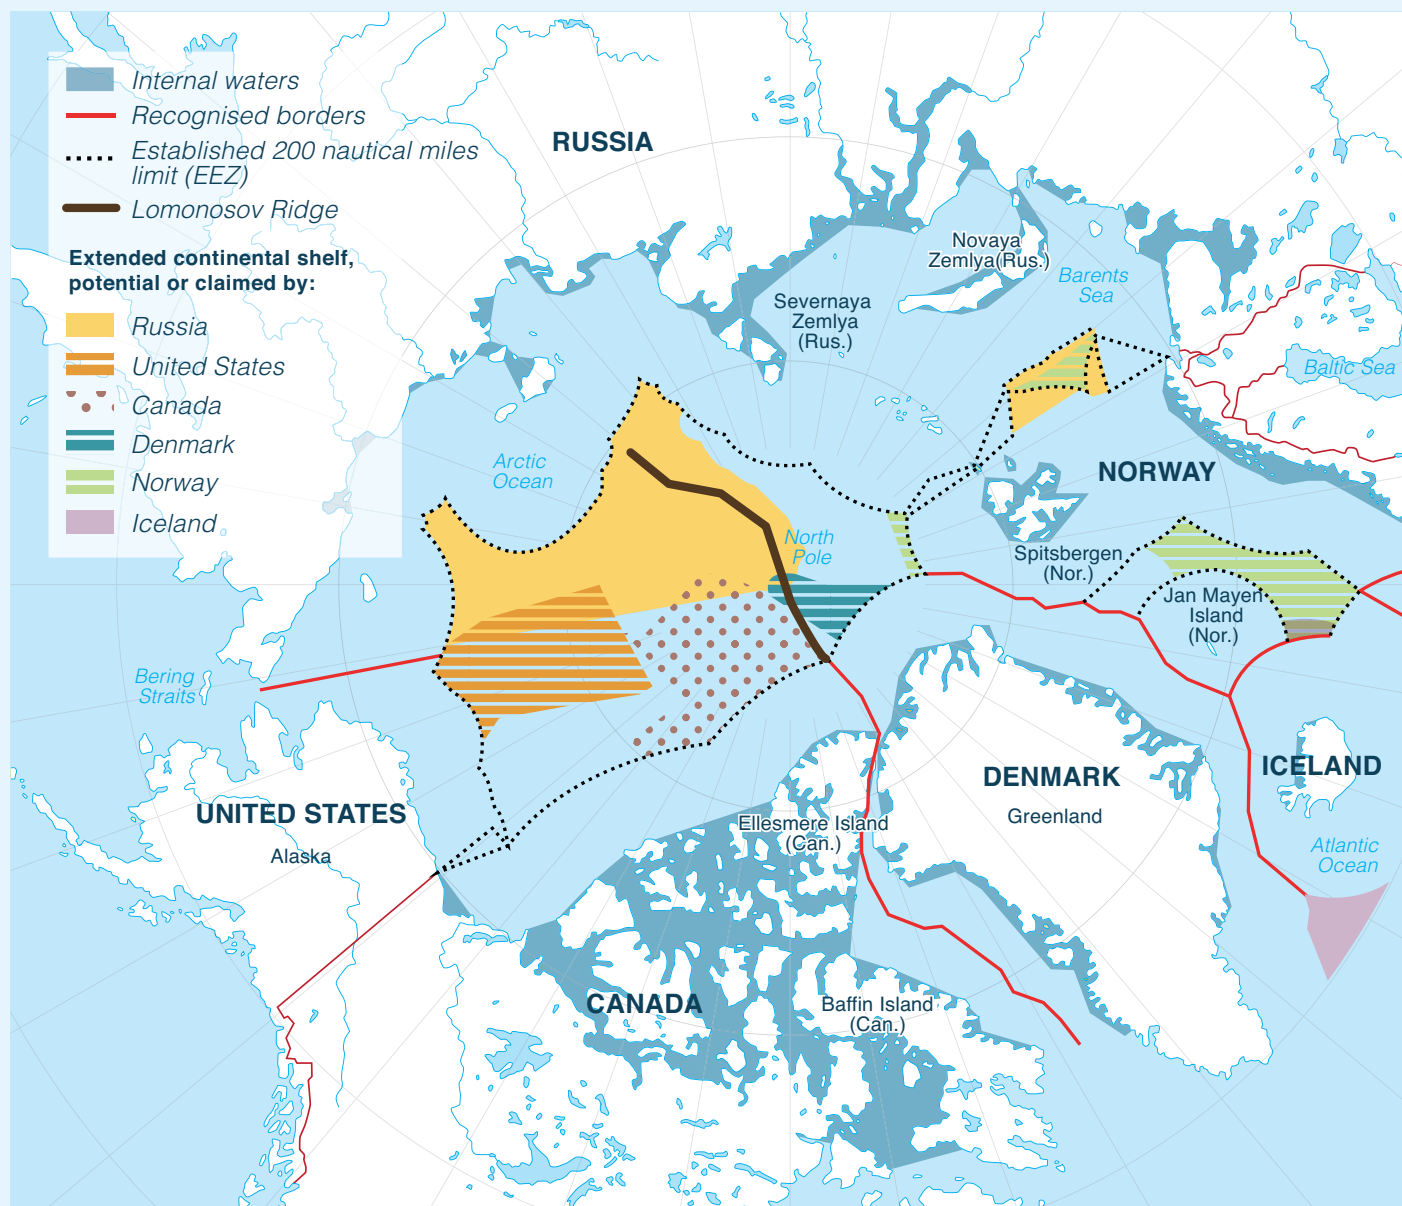 Internal waters
Recognised borders
Established 200 nautical miles
limit (EEZ)
Lomonosov Ridge
Extended continental shelf,
potential or claimed by:
Russia
United States
Canada
Denmark
Norway
Iceland
RUSSIA
Novaya
Zemlya(Rus.)
Barents
Sea
Severnaya
Zemlya
(Rus.)
Baltic Sea
Arctic
Ocean
NORWAY
North
Pole
Spitsbergen
(Nor.)
Jan Mayen
Island
(Nor.)
Bering
Straits
ICELAND
DENMARK
Greenland
UNITED STATES
Alaska
Ellesmere Island
(Can.)
Atlantic
Ocean
CANADA
Baffin Island
(Can.)